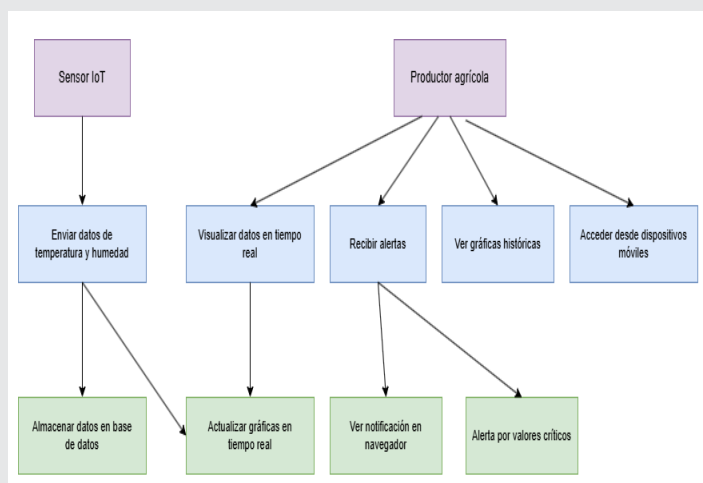 Sensor IoT
Productor agrícola
Enviar datos de
temperatura y humedad
Visualizar datos en tiempo
real
Recibir alertas
Ver gráficas históricas
Acceder desde dispositivos
móviles
Almacenar datos en base
de datos
Actualizar gráficas en
tiempo real
Ver notificación en
navegador
Alerta por valores críticos